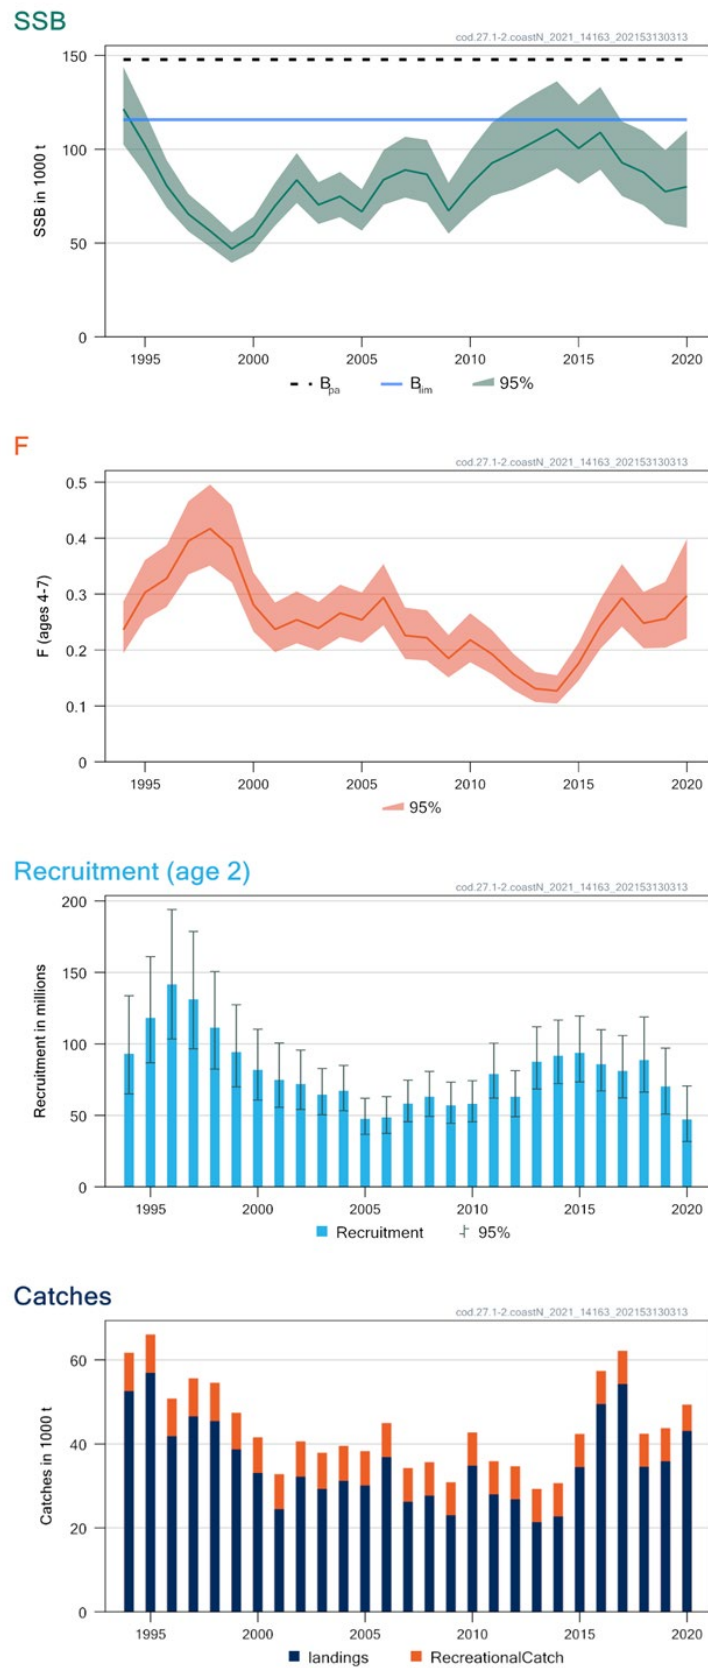 SSB
cod.27.1-2.coastN_2021_14163_202153130313
150
100
50
0
SSB in 1000 t
1995 2000 2005 2010 2015 2020
Bpa Blim 95%
F
cod.27.1-2.coastN_2021_14163_202153130313
0.5
0.4
0.3
0.2
0.1
0
F (ages 4-7)
1995 2000 2005 2010 2015 2020
95%
Recruitment (age 2)
cod.27.1-2.coastN_2021_14163_202153130313
200
150
100
50
0
Recruitment in millions
1995 2000 2005 2010 2015 2020
Recruitment 95%
Catches
cod.27.1-2.coastN_2021_14163_202153130313
60
40
20
0
Catches in 1000 t
1995 2000 2005 2010 2015 2020
landings RecreationalCatch